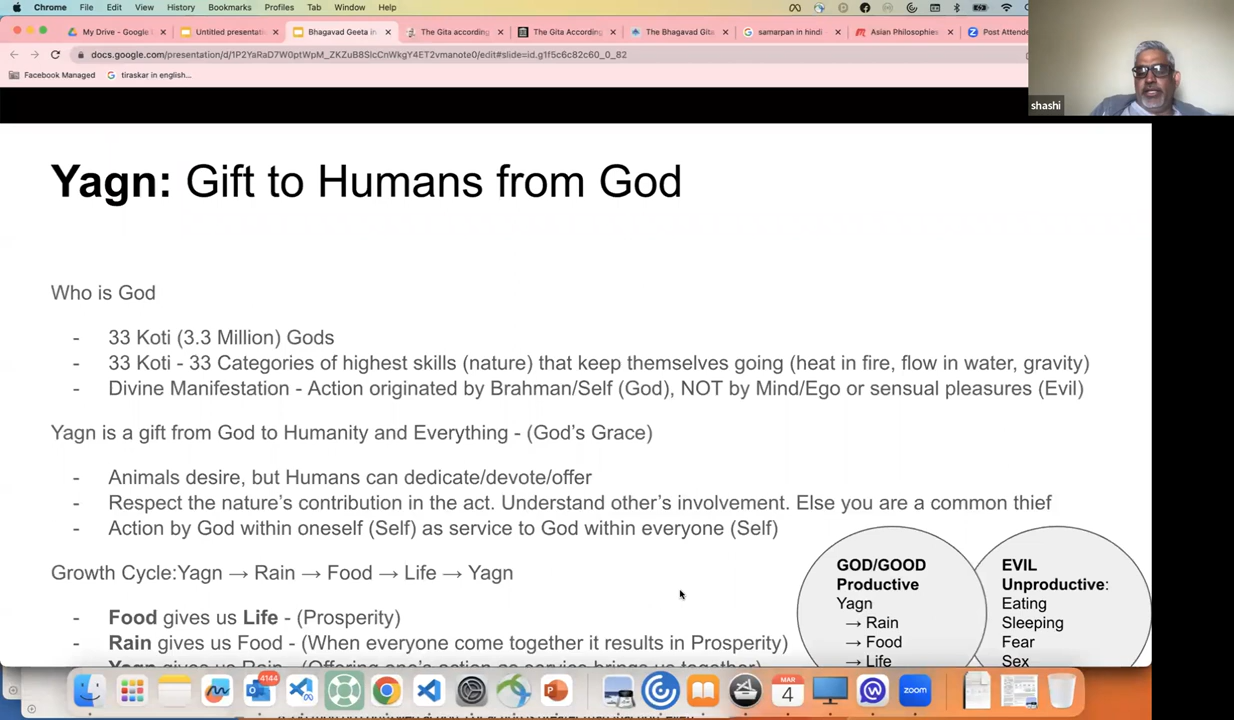 Chrome File Edit View History Bookmarks Profiles Tab Window Help
My Drive - Google Untitled presentatio Bhagavad Geeta in The Gita according The Gita According The Bhagavad Gita samarpan in hindi Asian Philosophies Post Attende
docs.google.com/presentation/d/1P2YaRaD7W0ptWpM_ZKZuB8SlcCnWkgY4ET2vmanote0/edit#slide=id.g1f5c6c82c60_0_82
Facebook Managed tiraskar in english...
shashi
Yagn: Gift to Humans from God
Who is God
- 33 Koti (3.3 Million) Gods
- 33 Koti - 33 Categories of highest skills (nature) that keep themselves going (heat in fire, flow in water, gravity)
- Divine Manifestation - Action originated by Brahman/Self (God), NOT by Mind/Ego or sensual pleasures (Evil)
Yagn is a gift from God to Humanity and Everything - (God's Grace)
- Animals desire, but Humans can dedicate/devote/offer
- Respect the nature's contribution in the act. Understand other's involvement. Else you are a common thief
- Action by God within oneself (Self) as service to God within everyone (Self)
Growth Cycle:Yagn → Rain → Food → Life → Yagn
- Food gives us Life - (Prosperity)
- Rain gives us Food - (When everyone come together it results in Prosperity)
Yagn gives us Rain - (Offering one's action as service brings us together)
GOD/GOOD
Productive
Yagn
→ Rain
→ Food
→ Life
EVIL
Unproductive:
Eating
Sleeping
Fear
Sex
4144
MAR
4
zoom